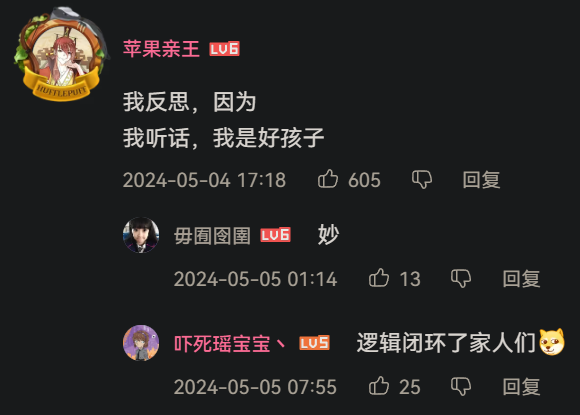 HUFFLEPUFF
苹果亲王 LV6
我反思，因为
我听话，我是好孩子
2024-05-04 17:18 605 回复
毋囿囹圄 LV6 妙
2024-05-05 01:14 13 回复
吓死瑶宝宝丶 LV5 逻辑闭环了家人们
2024-05-05 07:55 25 回复